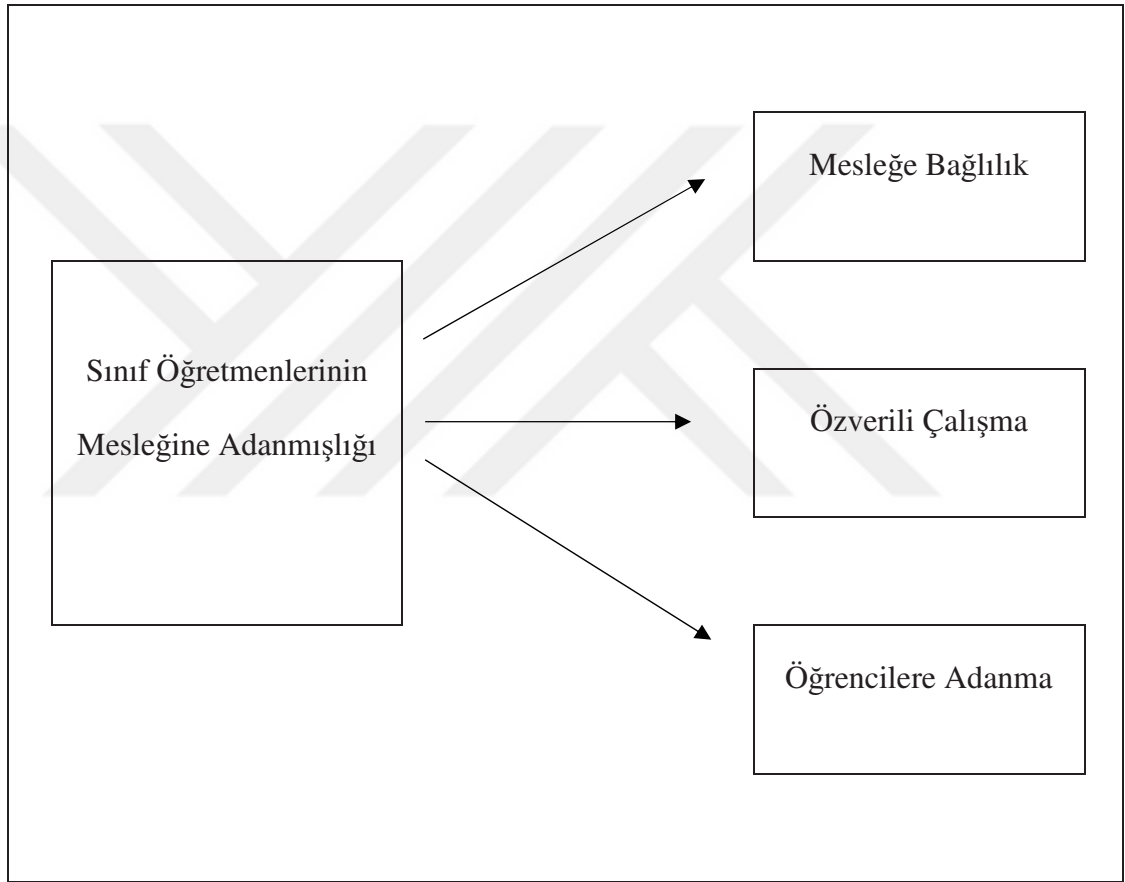 Mesleğe Bağlılık
Sınıf Öğretmenlerinin
Mesleğine Adanmışlığı
Özverili Çalışma
Öğrencilere Adanma